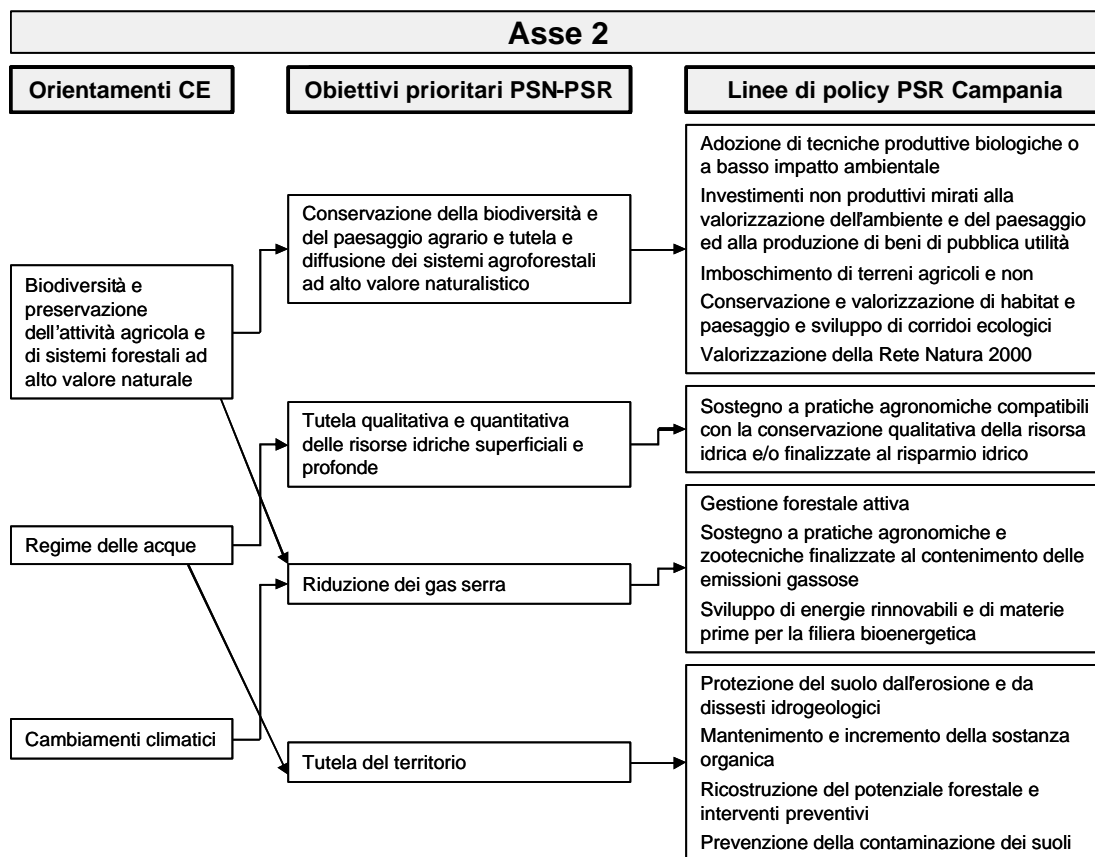 Asse 2
Orientamenti CE
Obiettivi prioritari PSN-PSR
Linee di policy PSR Campania
Biodiversità e
preservazione
dell'attività agricola e
di sistemi forestali ad
alto valore naturale
Regime delle acque
Cambiamenti climatici
Conservazione della biodiversità e
del paesaggio agrario e tutela e
diffusione dei sistemi agroforestali
ad alto valore naturalistico
Tutela qualitativa e quantitativa
delle risorse idriche superficiali e
profonde
Riduzione dei gas serra
Tutela del territorio
Adozione di tecniche produttive biologiche o
a basso impatto ambientale
Investimenti non produttivi mirati alla
valorizzazione dell'ambiente e del paesaggio
ed alla produzione di beni di pubblica utilità
Imboschimento di terreni agricoli e non
Conservazione e valorizzazione di habitat e
paesaggio e sviluppo di corridoi ecologici
Valorizzazione della Rete Natura 2000
Sostegno a pratiche agronomiche compatibili
con la conservazione qualitativa della risorsa
idrica e/o finalizzate al risparmio idrico
Gestione forestale attiva
Sostegno a pratiche agronomiche e
zootecniche finalizzate al contenimento delle
emissioni gassose
Sviluppo di energie rinnovabili e di materie
prime per la filiera bioenergetica
Protezione del suolo dall'erosione e da
dissesti idrogeologici
Mantenimento e incremento della sostanza
organica
Ricostruzione del potenziale forestale e
interventi preventivi
Prevenzione della contaminazione dei suoli